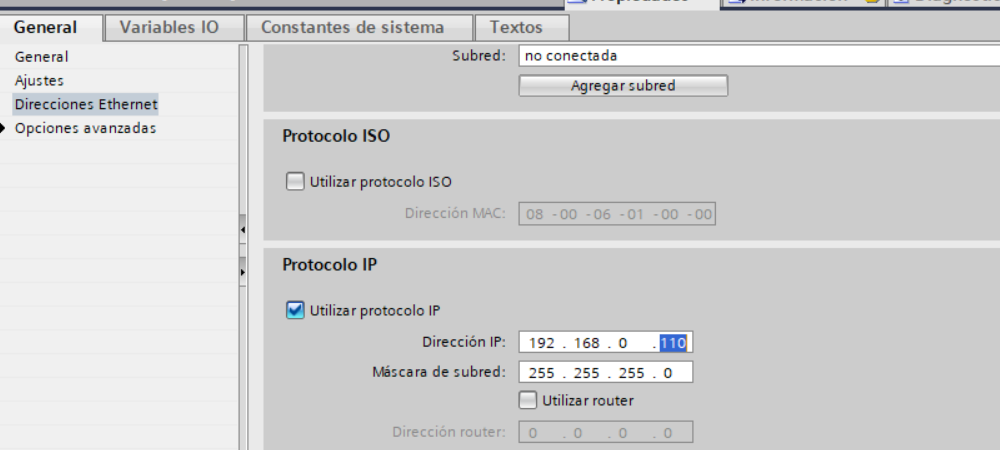 Propiedades Información Diagnóstico
General Variables IO Constantes de sistema Textos
General
Ajustes
Direcciones Ethernet
Opciones avanzadas
Subred: no conectada
Agregar subred
Protocolo ISO
Utilizar protocolo ISO
Dirección MAC: 08 -00 -06 -01 -00 -00
Protocolo IP
Utilizar protocolo IP
Dirección IP: 192 . 168 . 0 . 110
Máscara de subred: 255 . 255 . 255 . 0
Utilizar router
Dirección router: 0 . 0 . 0 . 0